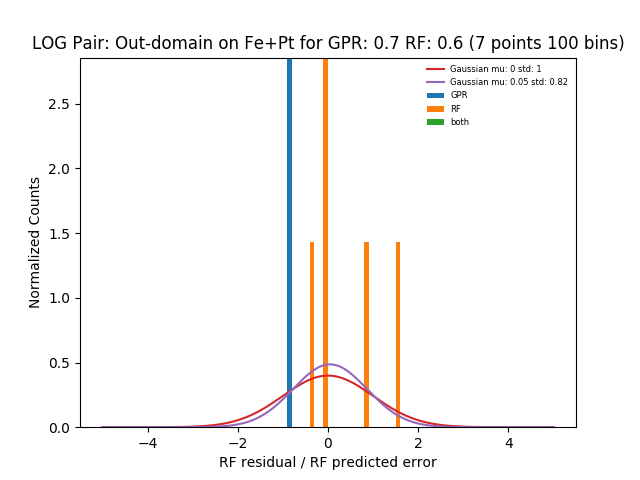 LOG Pair: Out-domain on Fe+Pt for GPR: 0.7 RF: 0.6 (7 points 100 bins)
Gaussian mu: 0 std: 1
Gaussian mu: 0.05 std: 0.82
GPR
RF
both
Normalized Counts
2.5
2.0
1.5
1.0
0.5
0.0
−4 −2 0 2 4
RF residual / RF predicted error